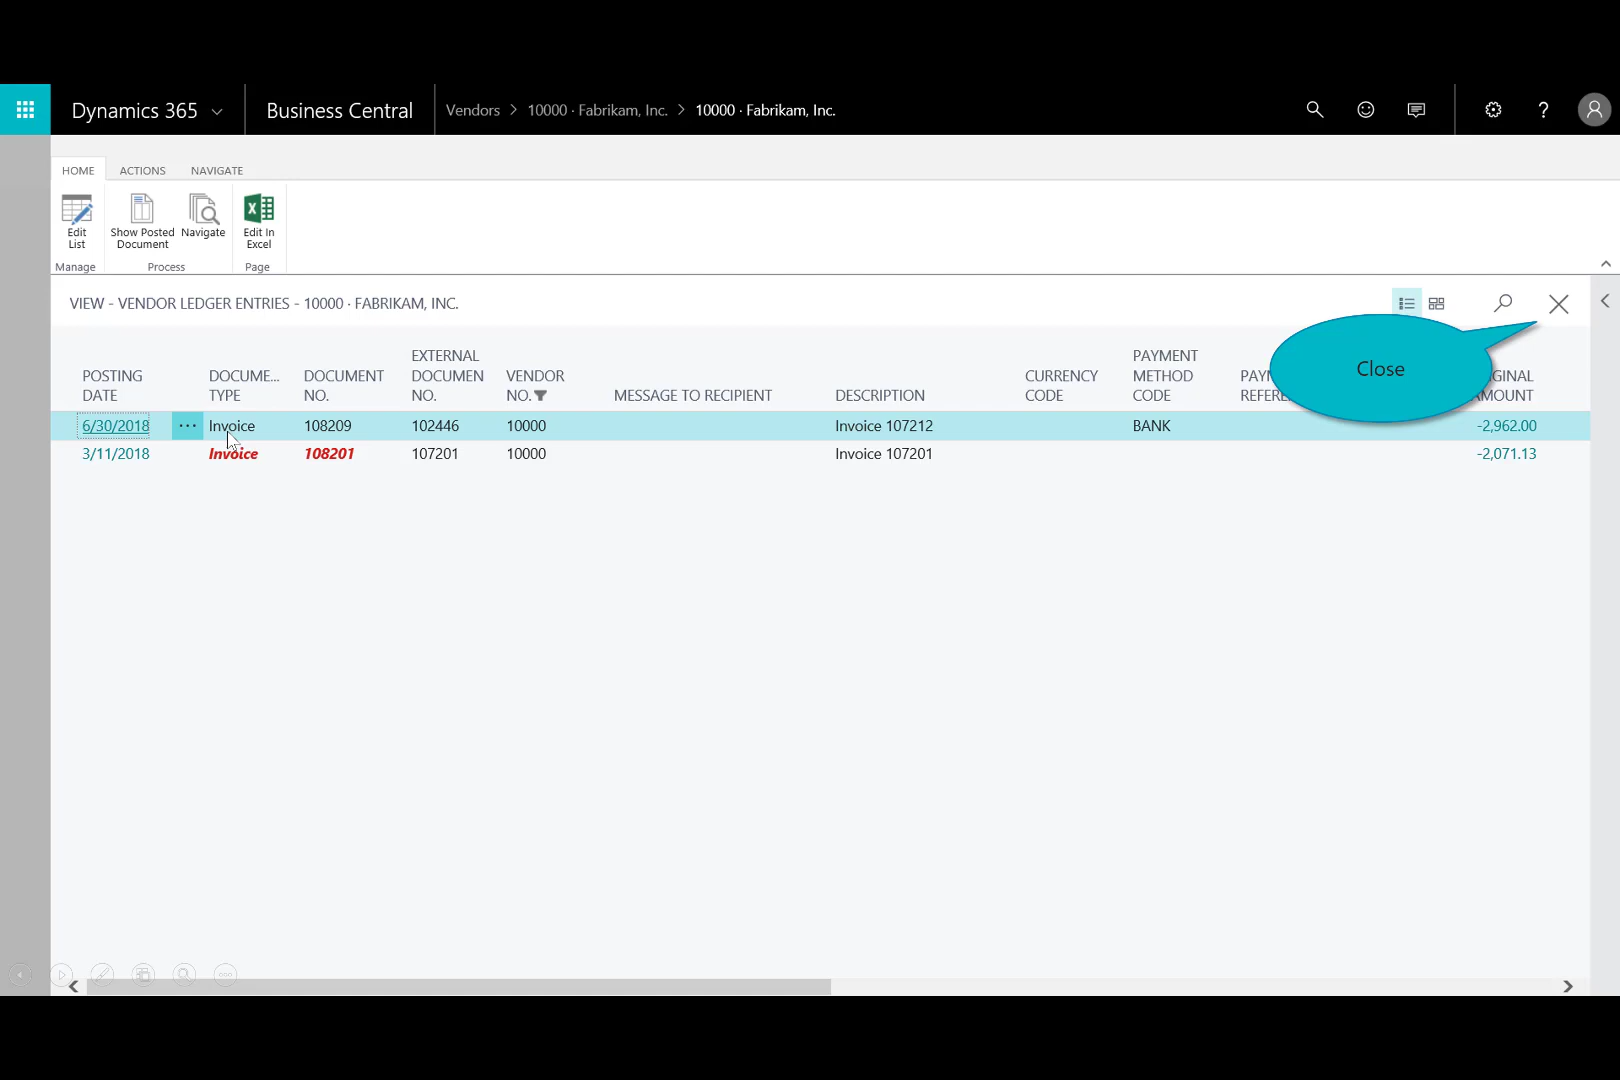 Dynamics 365
Business Central
Vendors > 10000 · Fabrikam, Inc. > 10000 · Fabrikam, Inc.
HOME
ACTIONS
NAVIGATE
Edit
List
Show Posted
Document
Navigate
Edit In
Excel
Manage
Process
Page
VIEW - VENDOR LEDGER ENTRIES - 10000 · FABRIKAM, INC.
Close
POSTING
DATE
DOCUME...
TYPE
DOCUMENT
NO.
EXTERNAL
DOCUMEN
NO.
VENDOR
NO.
MESSAGE TO RECIPIENT
DESCRIPTION
CURRENCY
CODE
PAYMENT
METHOD
CODE
6/30/2018 ... Invoice 108209 102446 10000 Invoice 107212 BANK -2,962.00
3/11/2018 Invoice 108201 107201 10000 Invoice 107201 -2,071.13